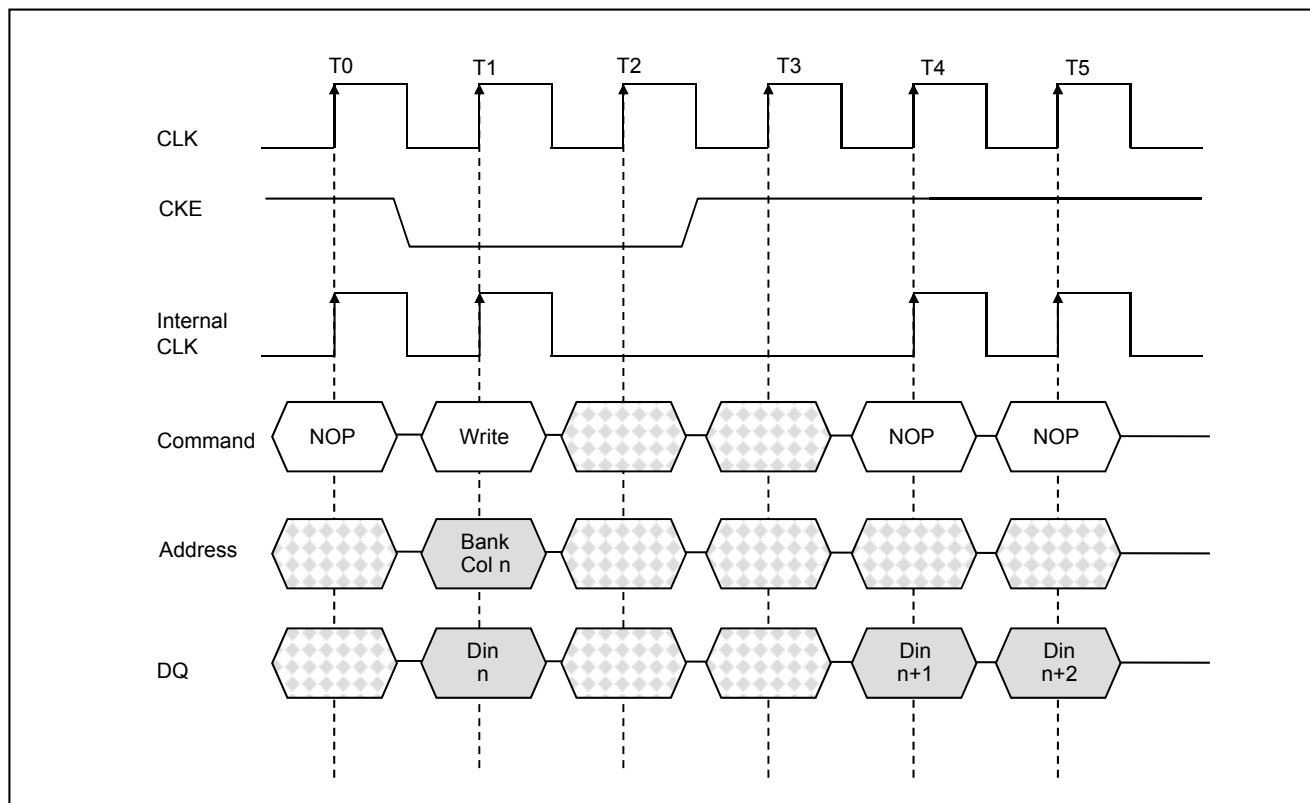 T0 T1 T2 T3 T4 T5
CLK
CKE
Internal
CLK
Command NOP Write NOP NOP
Address Bank
Col n
DQ Din
n
Din
n+1
Din
n+2